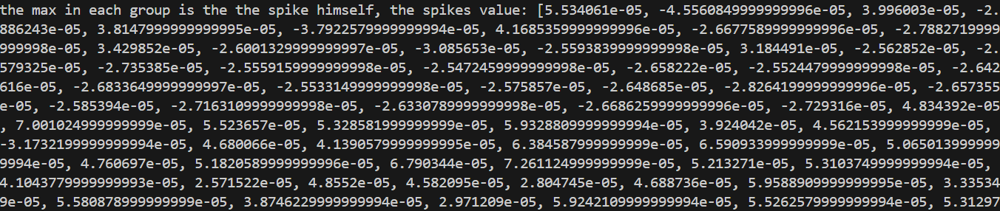 the max in each group is the the spike himself, the spikes value: [5.534061e-05, -4.5560849999999996e-05, 3.996003e-05, -2.
886243e-05, 3.8147999999999995e-05, -3.7922579999999994e-05, 4.1685359999999996e-05, -2.6677589999999996e-05, -2.7882719999
999998e-05, 3.429852e-05, -2.6001329999999997e-05, -3.085653e-05, -2.5593839999999998e-05, 3.184491e-05, -2.562852e-05, -2.
579325e-05, -2.735385e-05, -2.5559159999999998e-05, -2.5472459999999998e-05, -2.658222e-05, -2.5524479999999998e-05, -2.642
616e-05, -2.6833649999999997e-05, -2.5533149999999998e-05, -2.575857e-05, -2.648685e-05, -2.8264199999999996e-05, -2.657355
e-05, -2.585394e-05, -2.7163109999999998e-05, -2.6330789999999998e-05, -2.6686259999999996e-05, -2.729316e-05, 4.834392e-05
, 7.001024999999999e-05, 5.523657e-05, 5.328581999999999e-05, 5.9328809999999994e-05, 3.924042e-05, 4.562153999999999e-05,
-3.1732199999999994e-05, 4.680066e-05, 4.1390579999999995e-05, 6.384587999999999e-05, 6.590933999999999e-05, 5.065013999999
9994e-05, 4.760697e-05, 5.1820589999999996e-05, 6.790344e-05, 7.261124999999999e-05, 5.213271e-05, 5.3103749999999994e-05,
4.1043779999999993e-05, 2.571522e-05, 4.8552e-05, 4.582095e-05, 2.804745e-05, 4.688736e-05, 5.9588909999999995e-05, 3.33534
9e-05, 5.580878999999999e-05, 3.8746229999999994e-05, 2.971209e-05, 5.9242109999999994e-05, 5.5262579999999994e-05, 5.31297